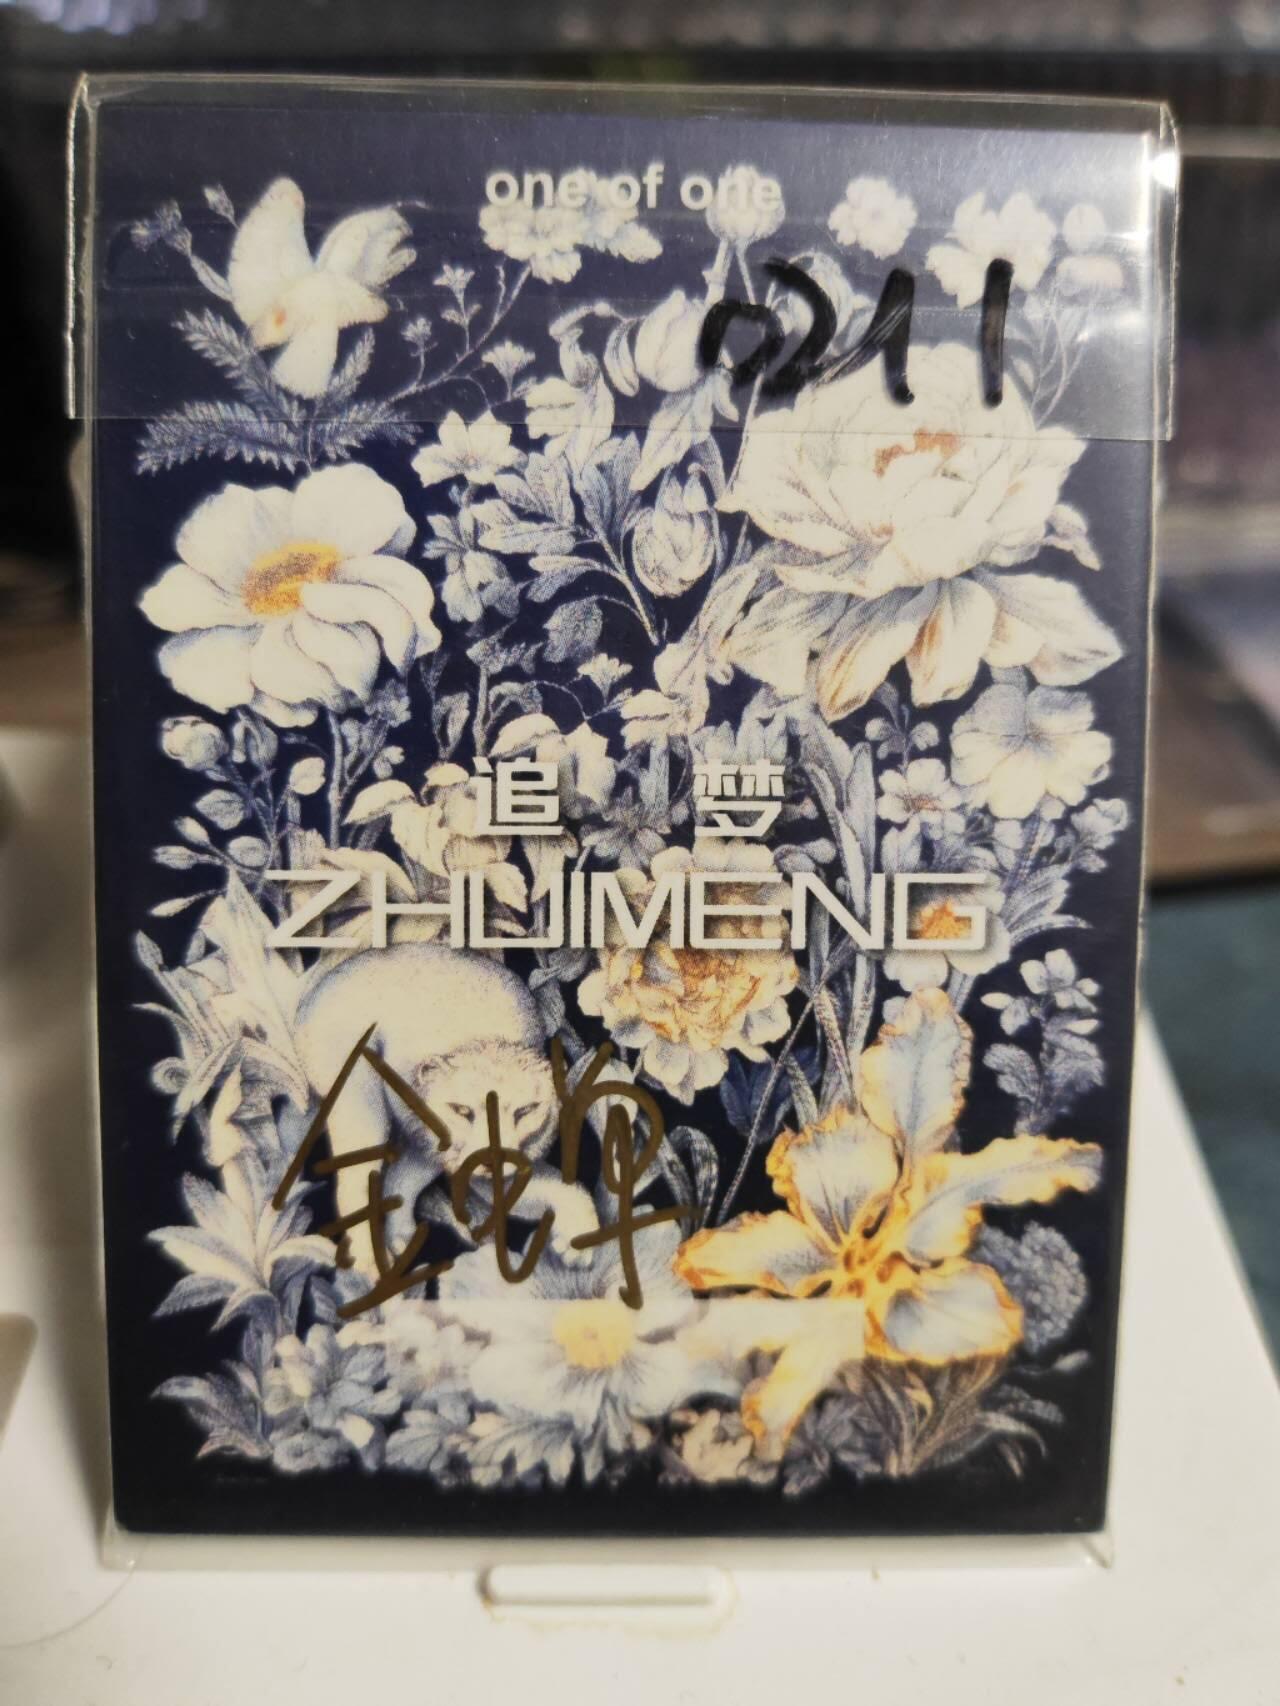 one of one
0211
追 梦
ZHUIMENG